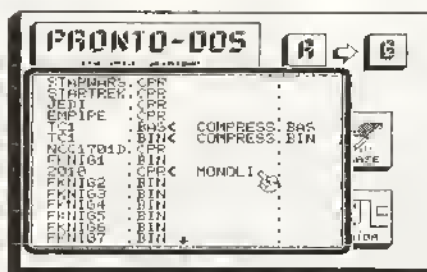 PRONTO-DOS
A B
STARWARS.CPR
STARTREK.CPR
JEDI .CPR
EMPIRE .CPR
TC1 .BAS< COMPRESS.BAS
TC1 .BIN< COMPRESS.BIN
NCC1701D.CPR
FKNIG1 .BIN
2010 .CPR< MONOLI
FKNIG2 .BIN
FKNIG3 .BIN
FKNIG4 .BIN
FKNIG5 .BIN
FKNIG6 .BIN
FKNIG7 .BIN